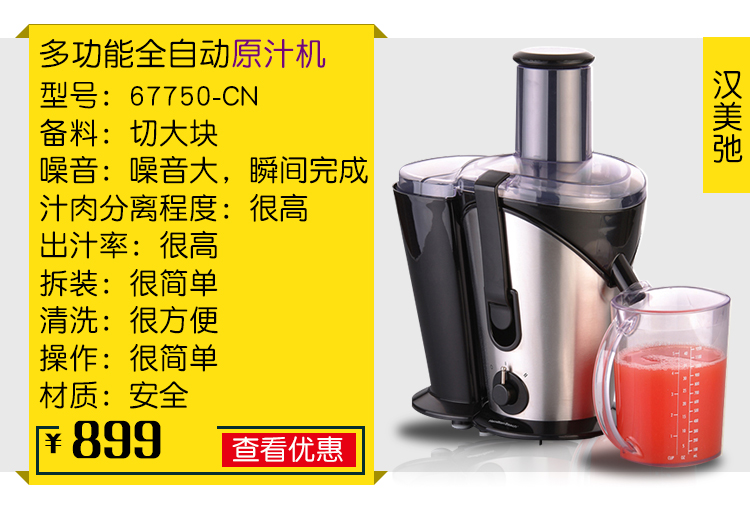 多功能全自动原汁机
型号：67750-CN
备料：切大块
噪音：噪音大，瞬间完成
汁肉分离程度：很高
出汁率：很高
拆装：很简单
清洗：很方便
操作：很简单
材质：安全
¥899
查看优惠
汉美弛